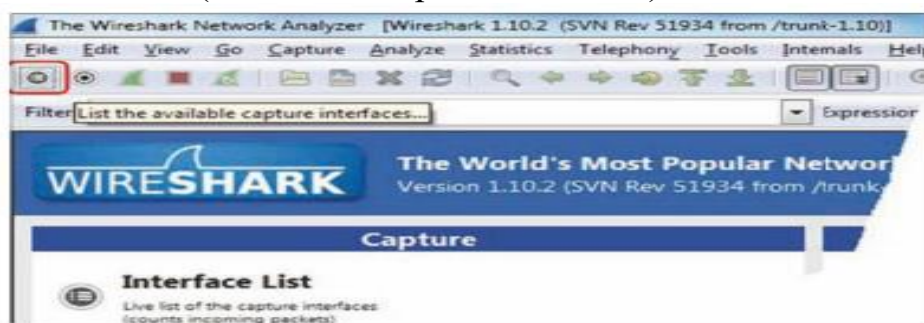 The Wireshark Network Analyzer [Wireshark 1.10.2 (SVN Rev 51934 from /trunk-1.10)]
File Edit View Go Capture Analyze Statistics Telephony Tools Internals Help
Filter List the available capture interfaces... Expression
WIRESHARK
The World's Most Popular Networ
Version 1.10.2 (SVN Rev 51934 from /trunk-
Capture
Interface List
Live list of the capture interfaces
(counts incoming packets)